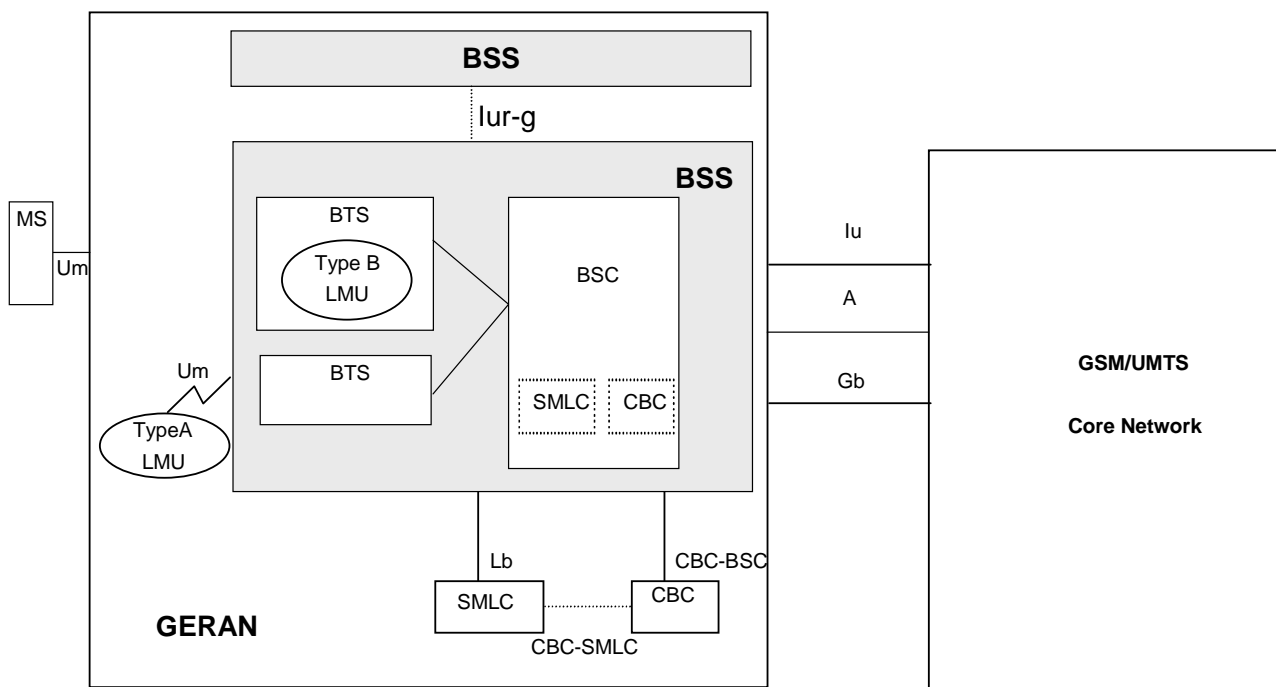 BSS
Iur-g
BSS
MS
Um
BTS
Type B
LMU
BSC
BTS
SMLC
CBC
Um
TypeA
LMU
Iu
A
Gb
GSM/UMTS
Core Network
Lb
CBC-BSC
SMLC
CBC
CBC-SMLC
GERAN